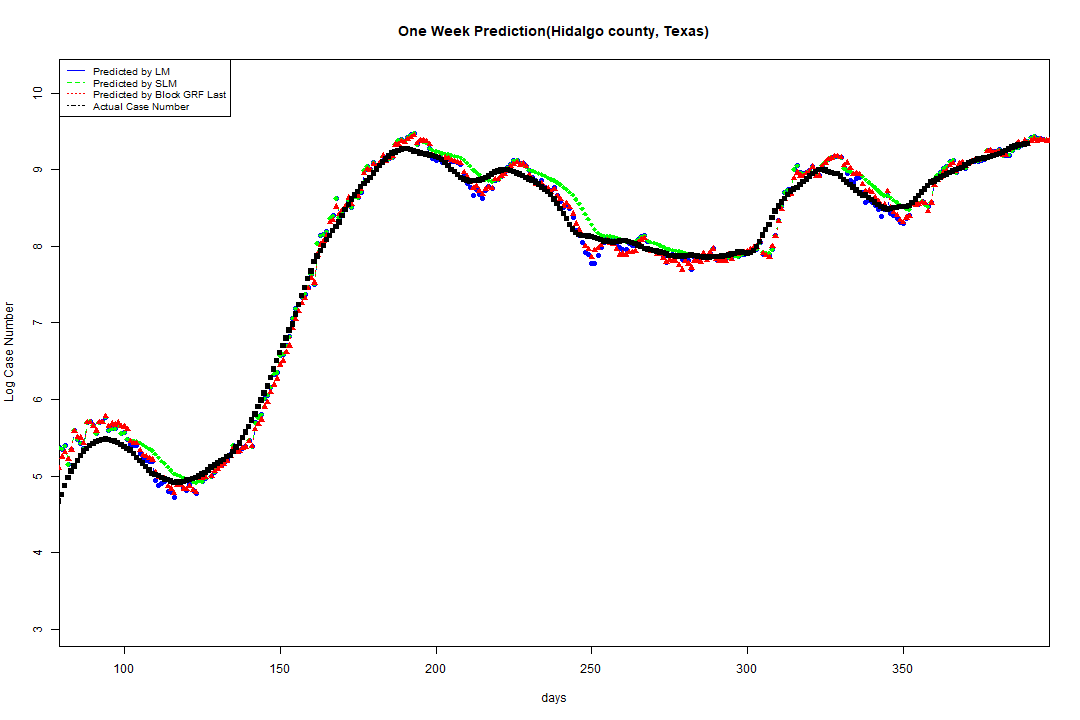 One Week Prediction(Hidalgo county, Texas)
Predicted by LM
Predicted by SLM
Predicted by Block GRF Last
Actual Case Number
10
9
8
7
6
5
4
3
Log Case Number
100 150 200 250 300 350
days